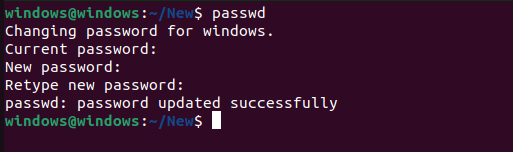 windows@windows:~/New$ passwd
Changing password for windows.
Current password:
New password:
Retype new password:
passwd: password updated successfully
windows@windows:~/New$